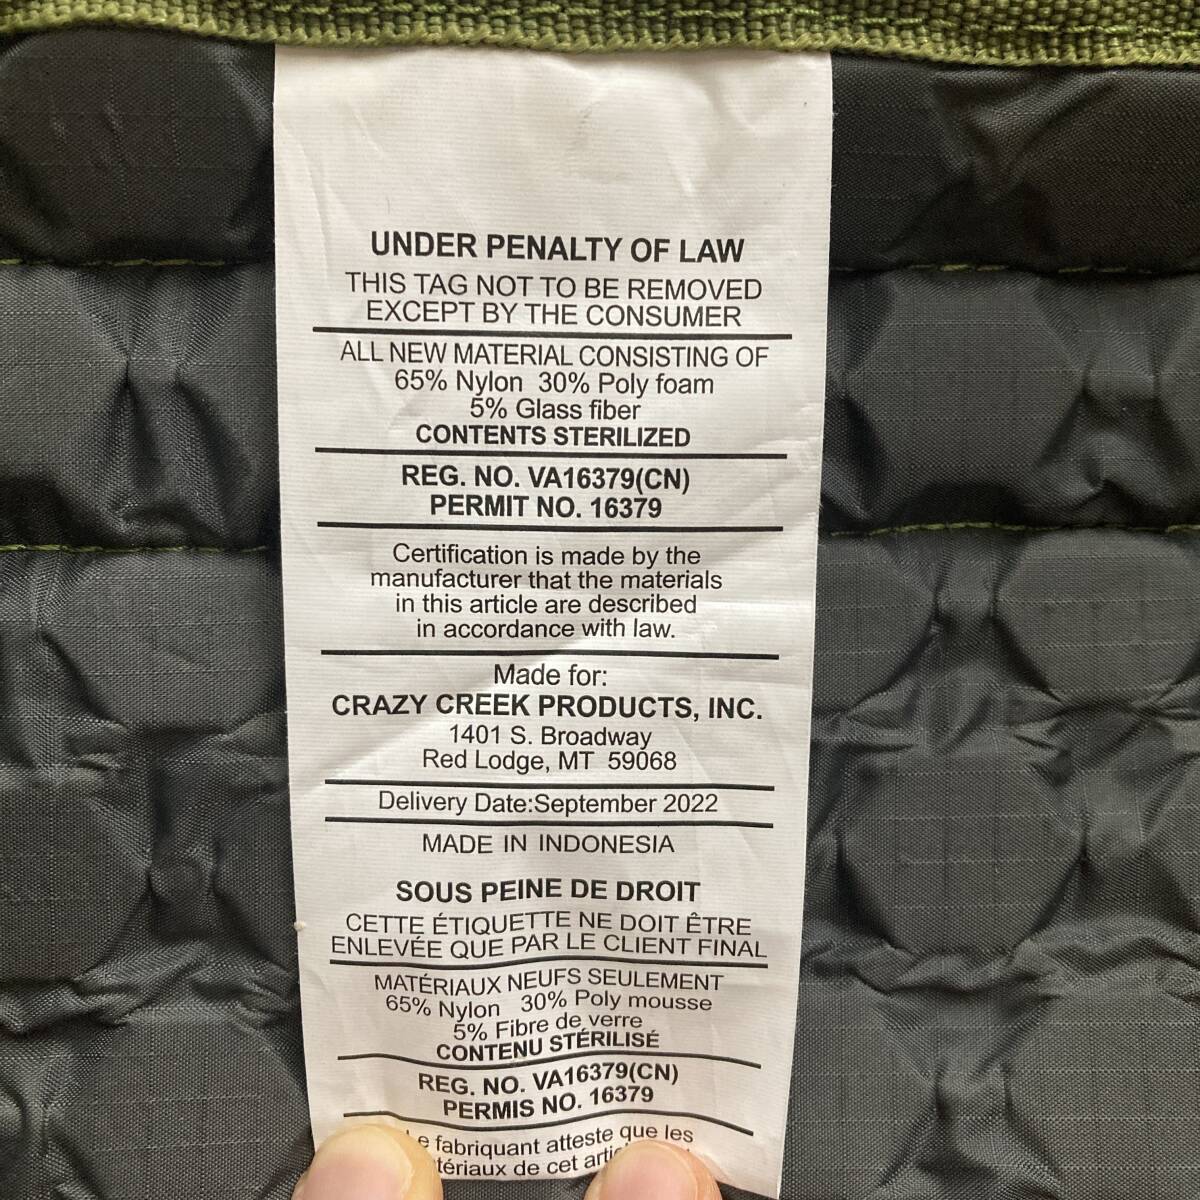 UNDER PENALTY OF LAW
THIS TAG NOT TO BE REMOVED
EXCEPT BY THE CONSUMER
ALL NEW MATERIAL CONSISTING OF
65% Nylon 30% Poly foam
5% Glass fiber
CONTENTS STERILIZED
REG. NO. VA16379(CN)
PERMIT NO. 16379
Certification is made by the
manufacturer that the materials
in this article are described
in accordance with law.
Made for:
CRAZY CREEK PRODUCTS, INC.
1401 S. Broadway
Red Lodge, MT 59068
Delivery Date:September 2022
MADE IN INDONESIA
SOUS PEINE DE DROIT
CETTE ÉTIQUETTE NE DOIT ÊTRE
ENLEVÉE QUE PAR LE CLIENT FINAL
MATÉRIAUX NEUFS SEULEMENT
65% Nylon 30% Poly mousse
5% Fibre de verre
CONTENU STÉRILISÉ
REG. NO. VA16379(CN)
PERMIS NO. 16379
fabriquant atteste que les
de cet